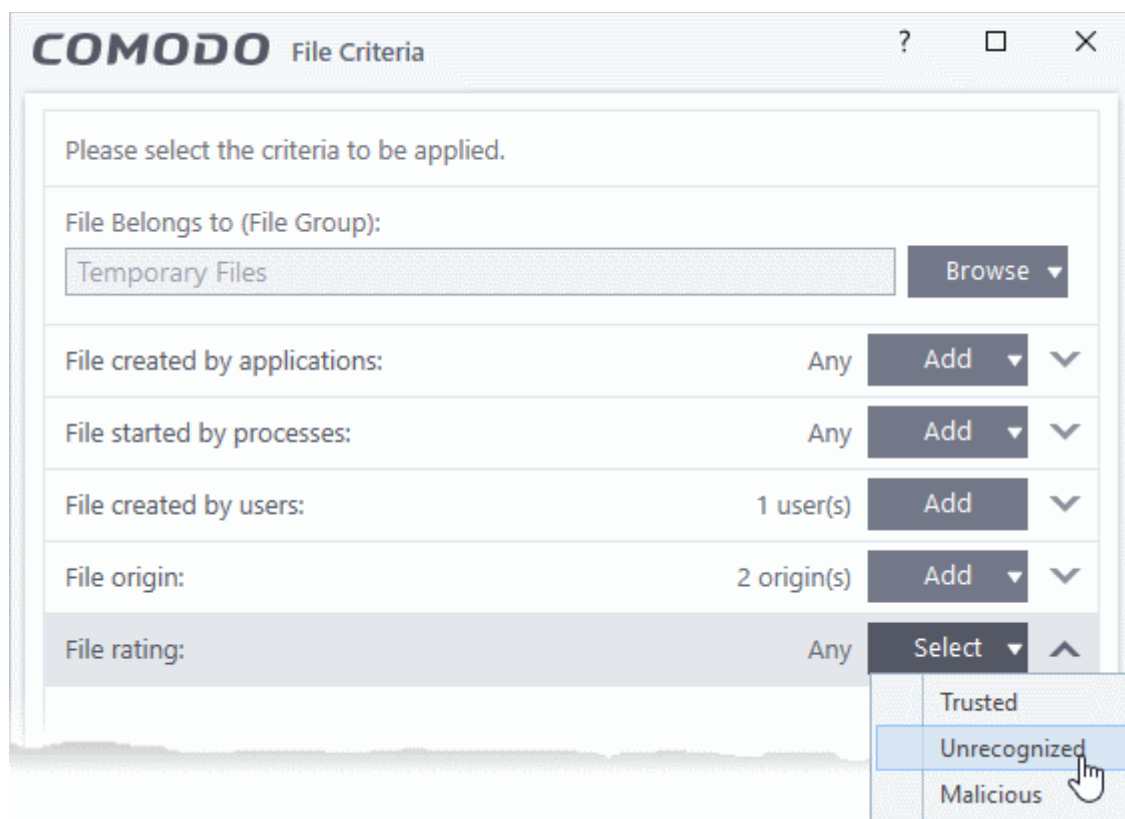 COMODO File Criteria ?
Please select the criteria to be applied.
File Belongs to (File Group):
Temporary Files Browse
File created by applications: Any Add
File started by processes: Any Add
File created by users: 1 user(s) Add
File origin: 2 origin(s) Add
File rating: Any Select
Trusted
Unrecognized
Malicious